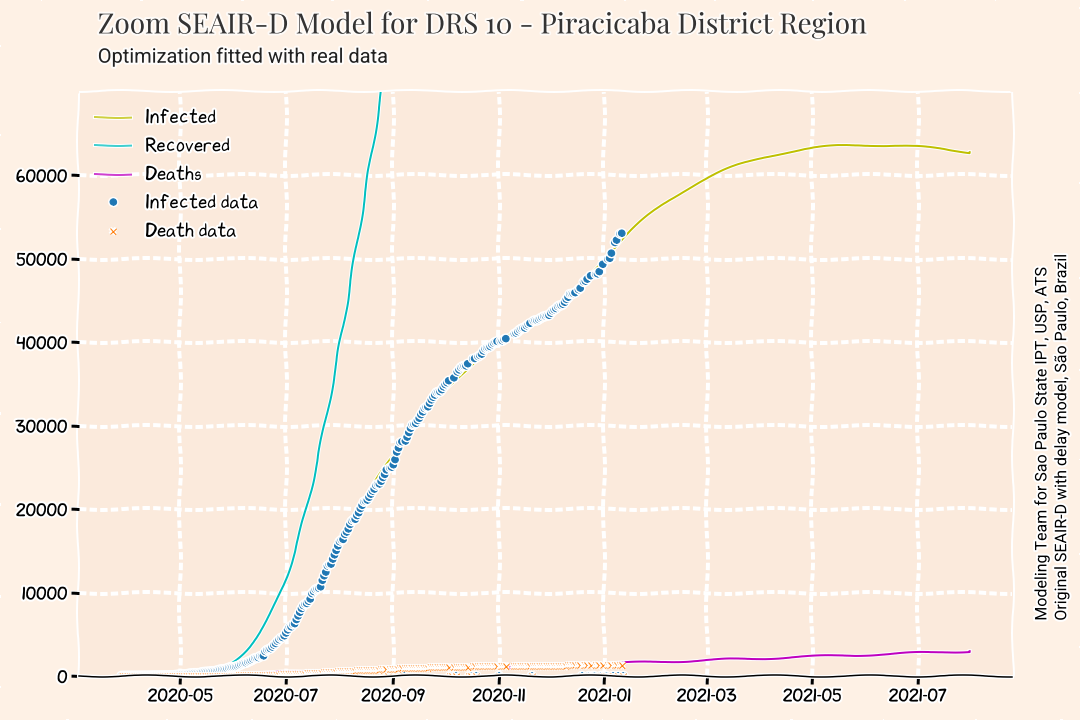 Zoom SEAIR-D Model for DRS 10 - Piracicaba District Region
Optimization fitted with real data
Infected
Recovered
Deaths
Infected data
Death data
60000
50000
40000
30000
20000
10000
0
2020-05
2020-07
2020-09
2020-11
2021-01
2021-03
2021-05
2021-07
Modeling Team for Sao Paulo State IPT, USP, ATS
Original SEAIR-D with delay model, São Paulo, Brazil